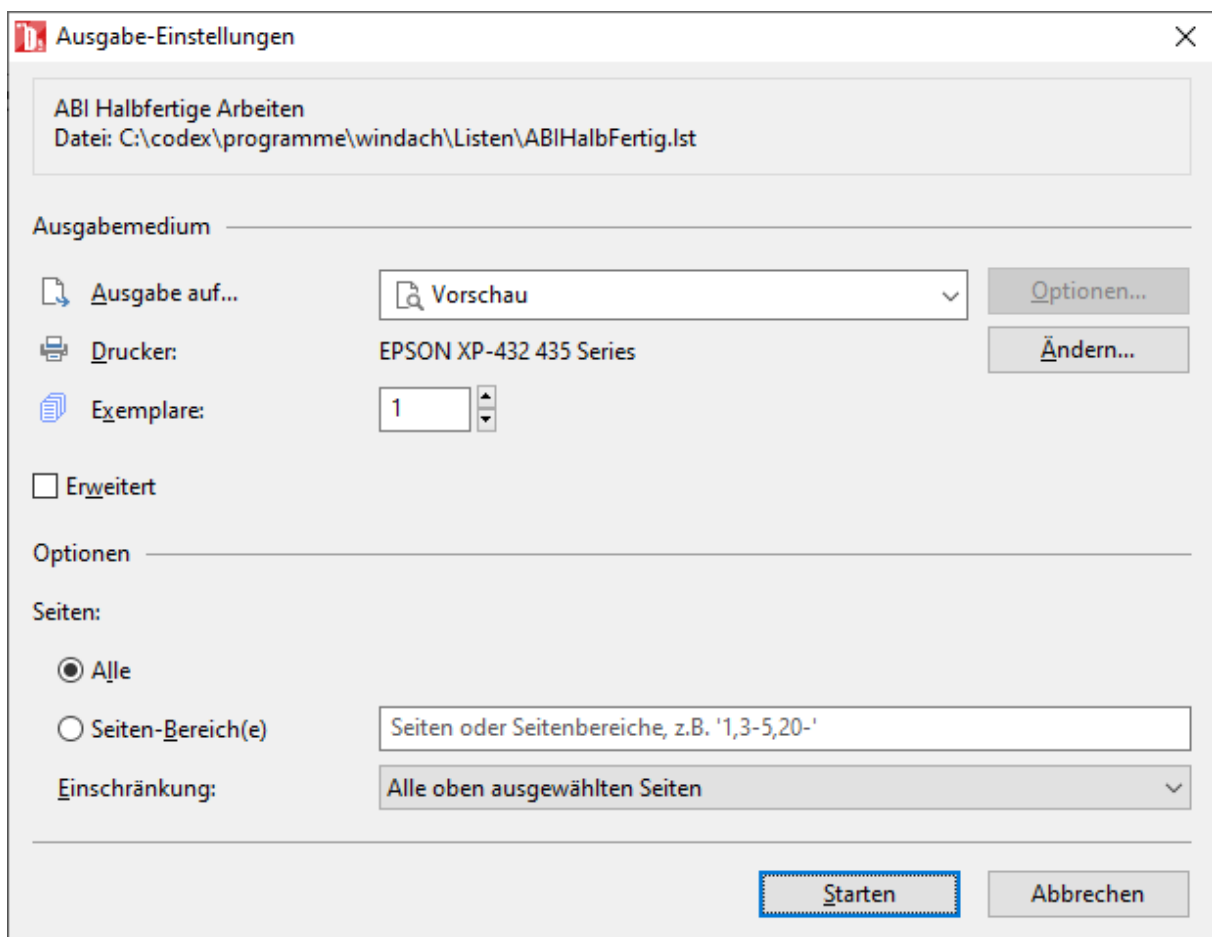 Ausgabe-Einstellungen
ABI Halbfertige Arbeiten
Datei: C:\codex\programme\windach\Listen\ABIHalbFertig.lst
Ausgabemedium
Ausgabe auf... Vorschau Optionen...
Drucker: EPSON XP-432 435 Series Ändern...
Exemplare: 1
Erweitert
Optionen
Seiten:
Alle
Seiten-Bereich(e) Seiten oder Seitenbereiche, z.B. '1,3-5,20-'
Einschränkung: Alle oben ausgewählten Seiten
Starten Abbrechen